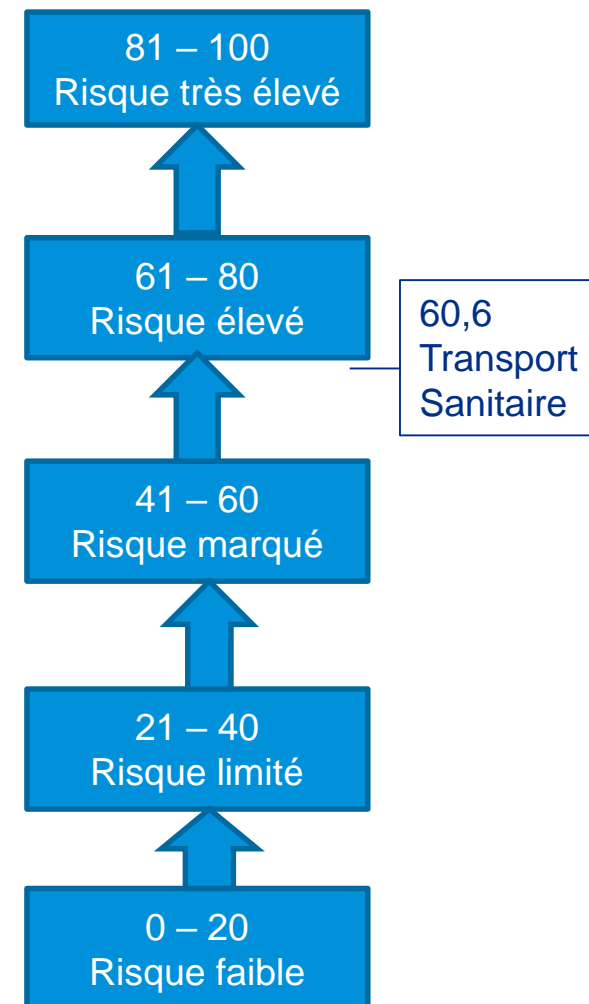 81 – 100
Risque très élevé
61 – 80
Risque élevé
60,6
Transport
Sanitaire
41 – 60
Risque marqué
21 – 40
Risque limité
0 – 20
Risque faible